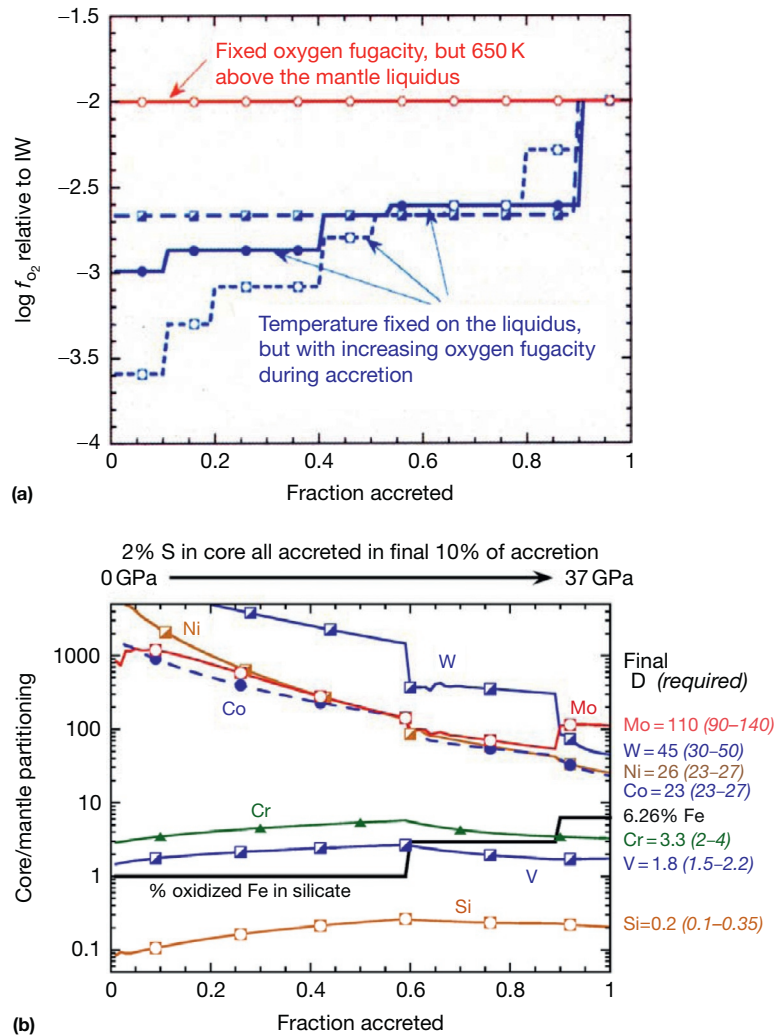 −1.5
−2
−2.5
−3
−3.5
−4
log fO2 relative to IW
Fixed oxygen fugacity, but 650 K
above the mantle liquidus
Temperature fixed on the liquidus,
but with increasing oxygen fugacity
during accretion
0 0.2 0.4 0.6 0.8 1
Fraction accreted
(a)
2% S in core all accreted in final 10% of accretion
0 GPa 37 GPa
1000
100
10
1
0.1
Core/mantle partitioning
Ni
W
Co
Mo
Cr
V
% oxidized Fe in silicate
Si
Final
D (required)
Mo = 110 (90–140)
W = 45 (30–50)
Ni = 26 (23–27)
Co = 23 (23–27)
6.26% Fe
Cr = 3.3 (2–4)
V = 1.8 (1.5–2.2)
Si=0.2 (0.1–0.35)
0 0.2 0.4 0.6 0.8 1
Fraction accreted
(b)